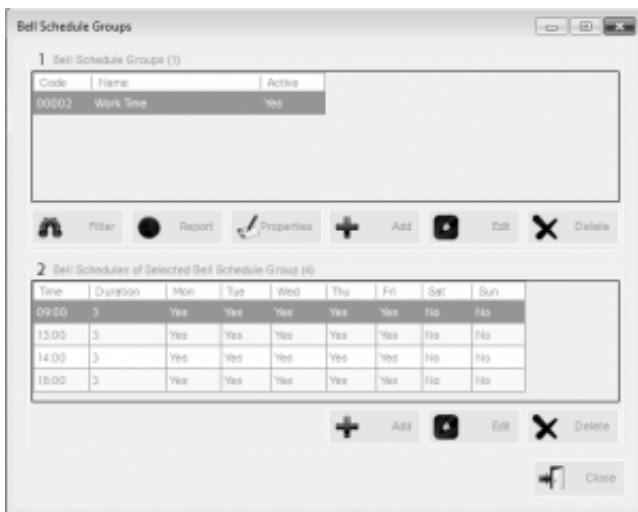 Bell Schedule Groups
1 Bell Schedule Groups (1)
Code Name Active
00002 Work Time Yes
Filter Report Properties Add Edit Delete
2 Bell Schedules of Selected Bell Schedule Group (4)
Time Duration Mon Tue Wed Thu Fri Sat Sun
09:00 3 Yes Yes Yes Yes Yes No No
13:00 3 Yes Yes Yes Yes Yes No No
14:00 3 Yes Yes Yes Yes Yes No No
18:00 3 Yes Yes Yes Yes Yes No No
Add Edit Delete
Close